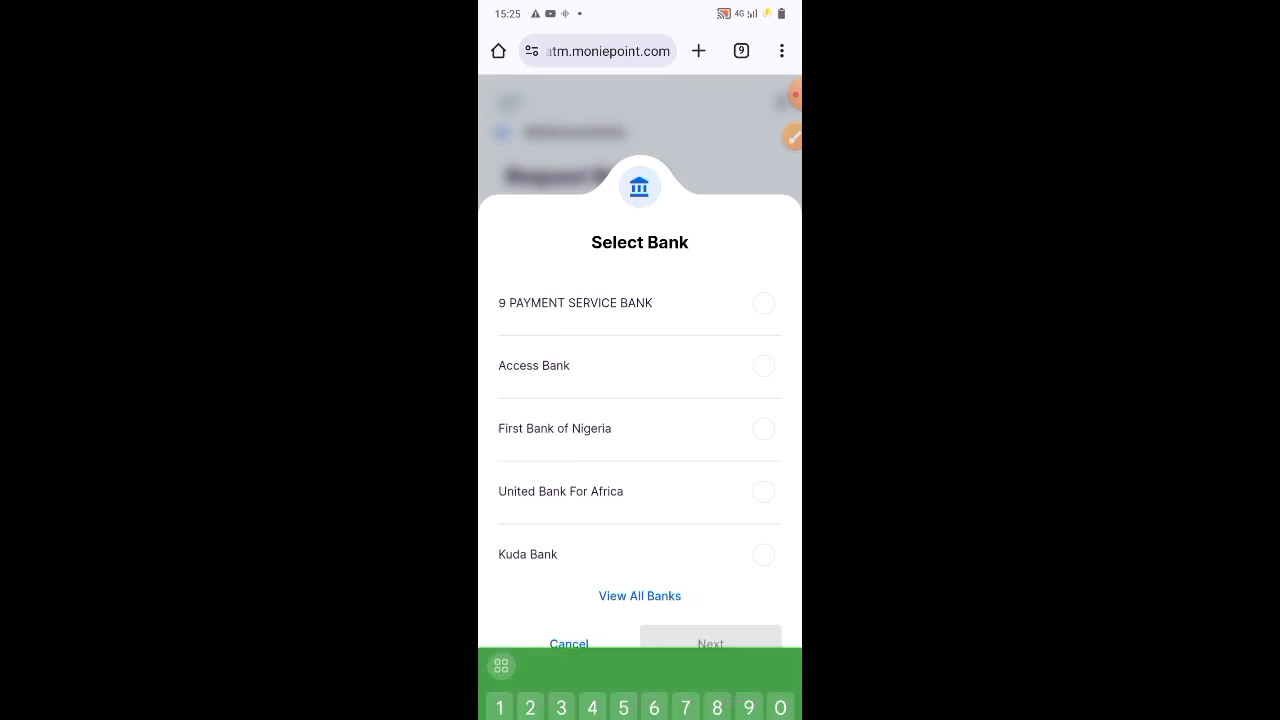 15:25
4G
atm.moniepoint.com
9
Select Bank
9 PAYMENT SERVICE BANK
Access Bank
First Bank of Nigeria
United Bank For Africa
Kuda Bank
View All Banks
Cancel
Next
1 2 3 4 5 6 7 8 9 0